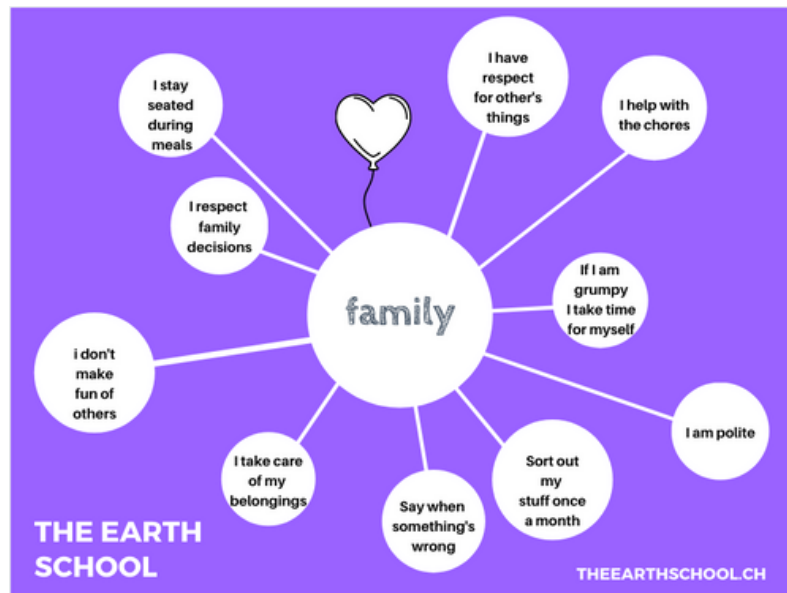 I stay
seated
during
meals
I have
respect
for other's
things
I help with
the chores
I respect
family
decisions
family
If I am
grumpy
I take time
for myself
i don't
make
fun of
others
I am polite
I take care
of my
belongings
Say when
something's
wrong
Sort out
my
stuff once
a month
THE EARTH
SCHOOL
THEEARTHSCHOOL.CH